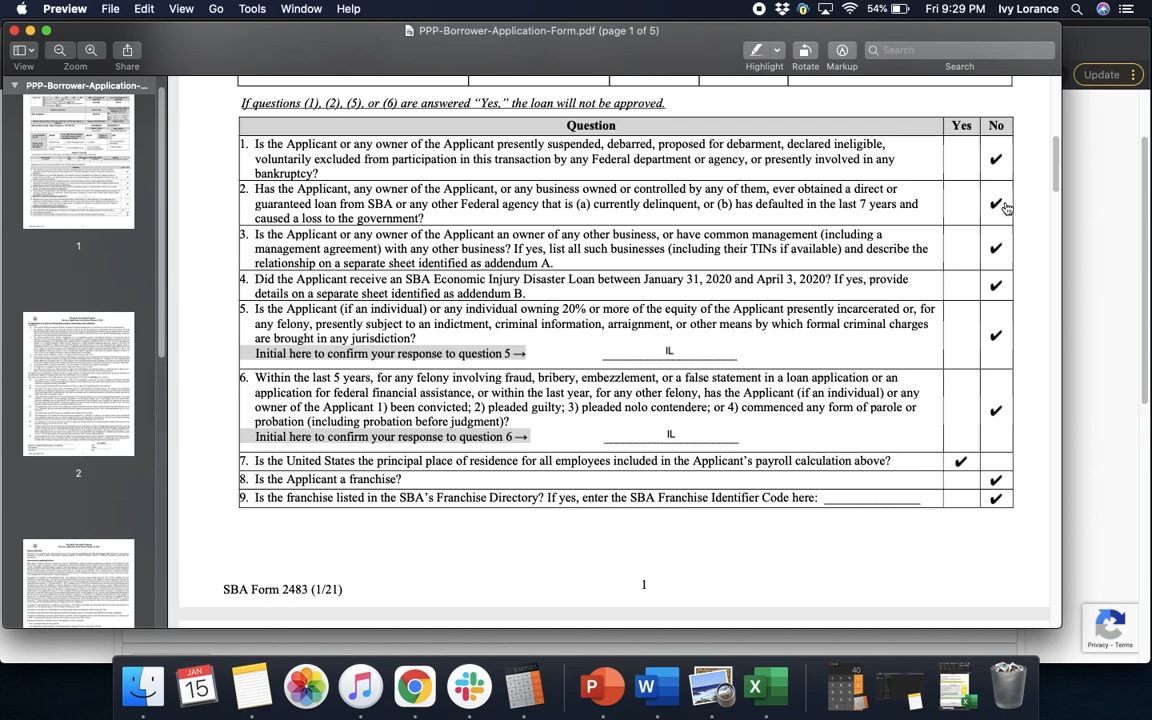 Preview File Edit View Go Tools Window Help
54% Fri 9:29 PM Ivy Lorance
PPP-Borrower-Application-Form.pdf (page 1 of 5)
Search
View Zoom Share Highlight Rotate Markup Search
Update
PPP-Borrower-Application-...
1
2
If questions (1), (2), (5), or (6) are answered “Yes,” the loan will not be approved.
Question Yes No
1. Is the Applicant or any owner of the Applicant presently suspended, debarred, proposed for debarment, declared ineligible,
voluntarily excluded from participation in this transaction by any Federal department or agency, or presently involved in any
bankruptcy?
2. Has the Applicant, any owner of the Applicant, or any business owned or controlled by any of them, ever obtained a direct or
guaranteed loan from SBA or any other Federal agency that is (a) currently delinquent, or (b) has defaulted in the last 7 years and
caused a loss to the government?
3. Is the Applicant or any owner of the Applicant an owner of any other business, or have common management (including a
management agreement) with any other business? If yes, list all such businesses (including their TINs if available) and describe the
relationship on a separate sheet identified as addendum A.
4. Did the Applicant receive an SBA Economic Injury Disaster Loan between January 31, 2020 and April 3, 2020? If yes, provide
details on a separate sheet identified as addendum B.
5. Is the Applicant (if an individual) or any individual owning 20% or more of the equity of the Applicant presently incarcerated or, for
any felony, presently subject to an indictment, criminal information, arraignment, or other means by which formal criminal charges
are brought in any jurisdiction?
Initial here to confirm your response to question 5 → IL
6. Within the last 5 years, for any felony involving fraud, bribery, embezzlement, or a false statement in a loan application or an
application for federal financial assistance, or within the last year, for any other felony, has the Applicant (if an individual) or any
owner of the Applicant 1) been convicted; 2) pleaded guilty; 3) pleaded nolo contendere; or 4) commenced any form of parole or
probation (including probation before judgment)?
Initial here to confirm your response to question 6 → IL
7. Is the United States the principal place of residence for all employees included in the Applicant’s payroll calculation above?
8. Is the Applicant a franchise?
9. Is the franchise listed in the SBA’s Franchise Directory? If yes, enter the SBA Franchise Identifier Code here:
SBA Form 2483 (1/21) 1
Privacy - Terms
JAN
15